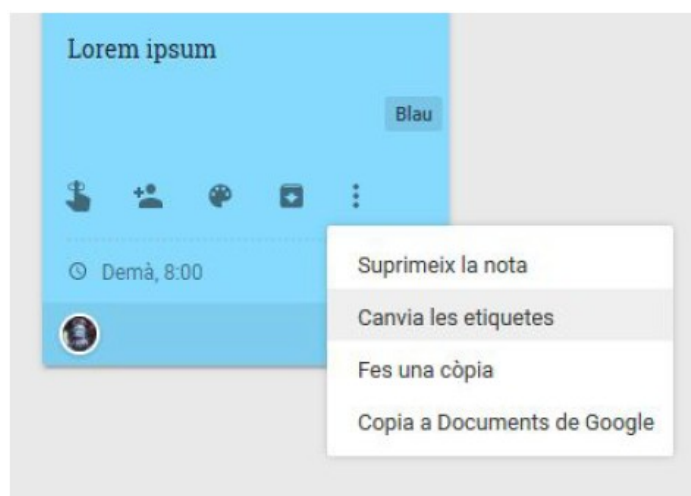 Lorem ipsum
Blau
Demà, 8:00
Suprimeix la nota
Canvia les etiquetes
Fes una còpia
Copia a Documents de Google